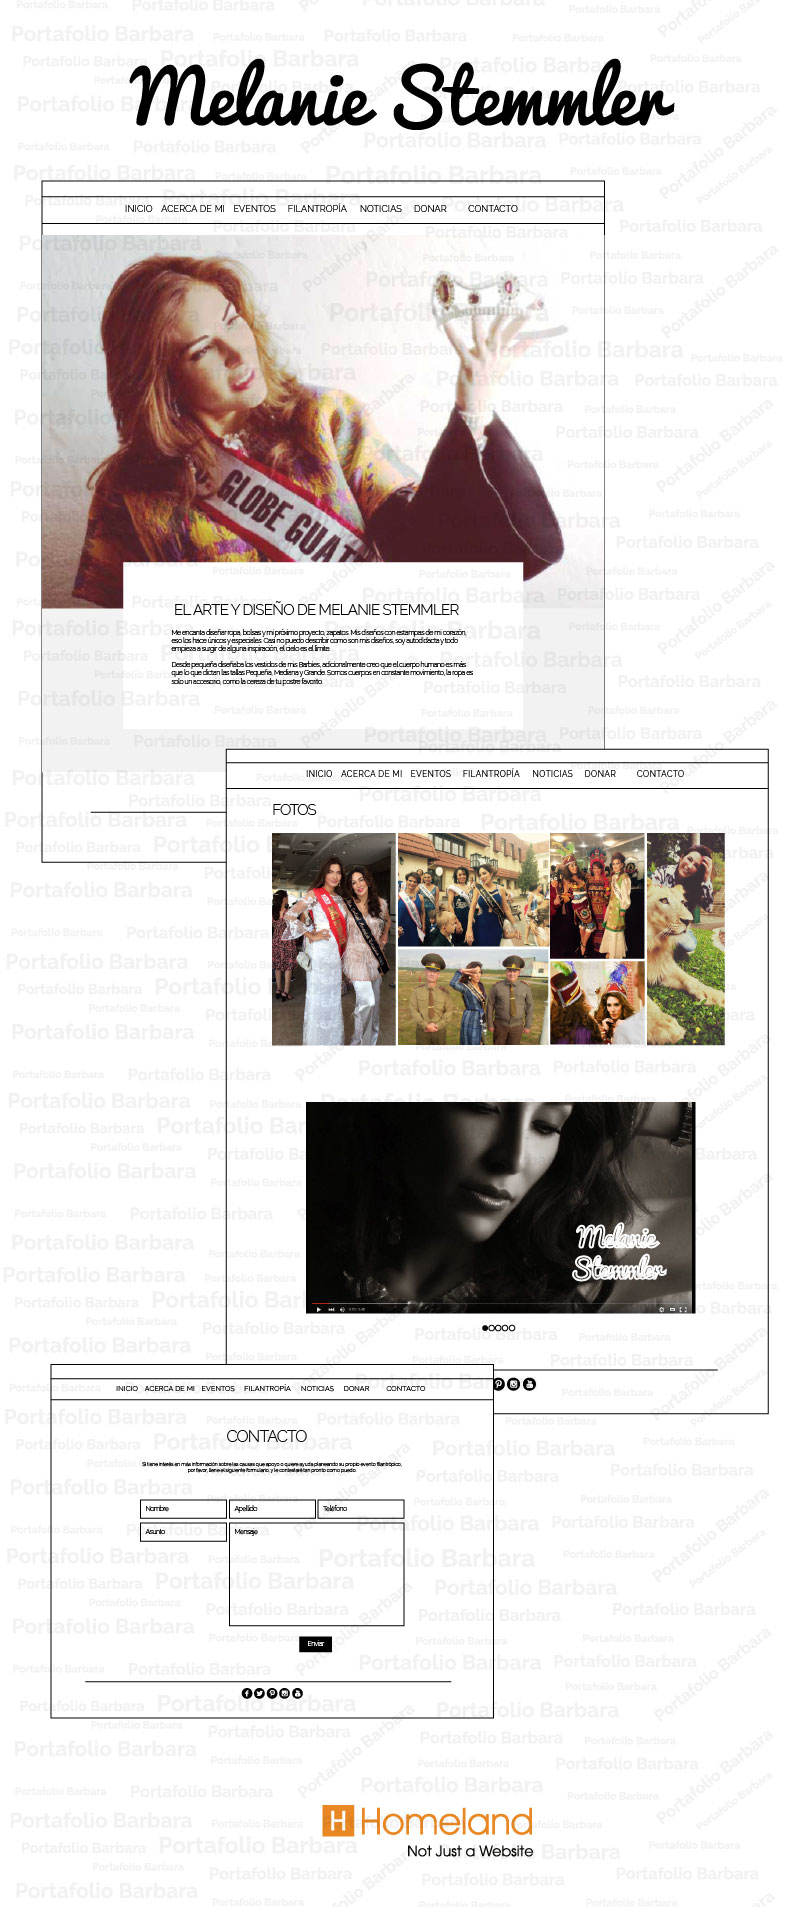 Melanie Stemmler
INICIO ACERCA DE MI EVENTOS FILANTROPÍA NOTICIAS DONAR CONTACTO
GLOBE GUAT
EL ARTE Y DISEÑO DE MELANIE STEMMLER
Me encanta diseñar ropa, bolsas y mi próximo proyecto, zapatos. Mis diseños con estampas de mi corazón,
eso los hace únicos y especiales. Casi no puedo describir como son mis diseños, soy autodidacta y todo
empieza a surgir de alguna inspiración, el cielo es el límite.
Desde pequeña diseñaba los vestidos de mis Barbies, adicionalmente creo que el cuerpo humano es más
que lo que dictan las tallas Pequeña, Mediana y Grande. Somos cuerpos en constante movimiento, la ropa es
solo un accesorio, como la cereza de tu postre favorito.
INICIO ACERCA DE MI EVENTOS FILANTROPÍA NOTICIAS DONAR CONTACTO
FOTOS
Melanie
Stemmler
INICIO ACERCA DE MI EVENTOS FILANTROPÍA NOTICIAS DONAR CONTACTO
CONTACTO
Si tiene interés en más información sobre las causas que apoyo o quiere ayuda planeando su propio evento filantrópico,
por favor, llene el siguiente formulario, y le contestaré tan pronto como puedo.
Nombre Apellido Teléfono
Asunto Mensaje
Enviar
H Homeland
Not Just a Website
Portafolio Barbara